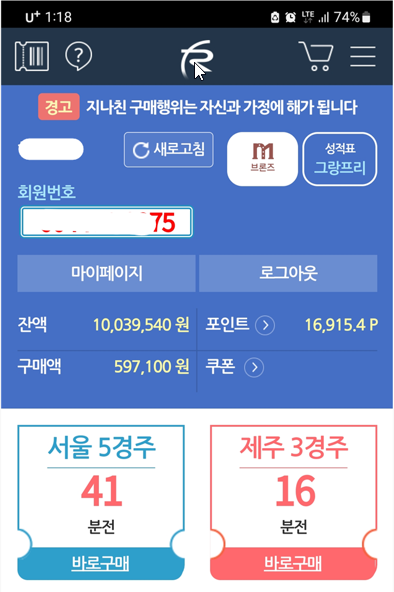 U+ 1:18 LTE 74%
경고 지나친 구매행위는 자신과 가정에 해가 됩니다
새로고침 브론즈 성적표
그랑프리
회원번호
75
마이페이지 로그아웃
잔액 10,039,540 원 포인트 16,915.4 P
구매액 597,100 원 쿠폰
서울 5경주 제주 3경주
41 16
분전 분전
바로구매 바로구매